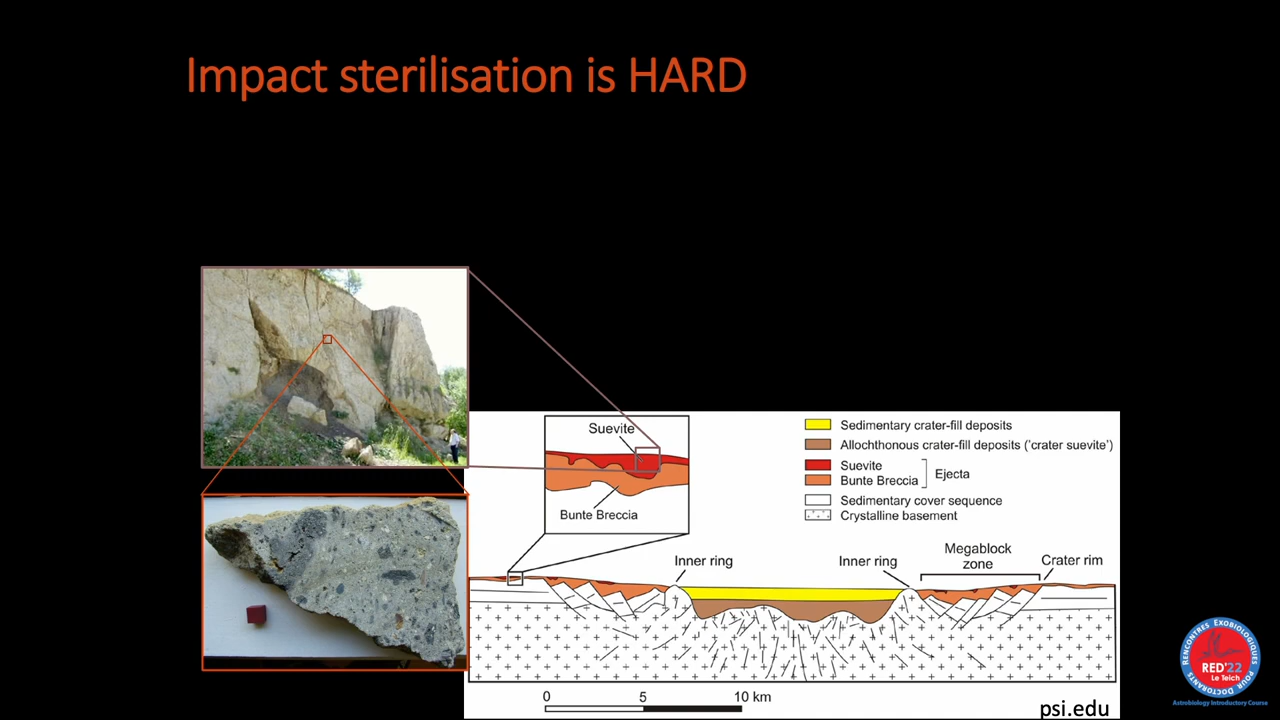 Impact sterilisation is HARD
Suevite
Bunte Breccia
Sedimentary crater-fill deposits
Allochthonous crater-fill deposits ('crater suevite')
Suevite
Bunte Breccia
Ejecta
Sedimentary cover sequence
Crystalline basement
Inner ring
Inner ring
Megablock
zone
Crater rim
0
5
10 km
psi.edu
RENCONTRES EXOBIOLOGIQUES POUR DOCTORANTS
RED'22
Le Teich
Astrobiology Introductory Course